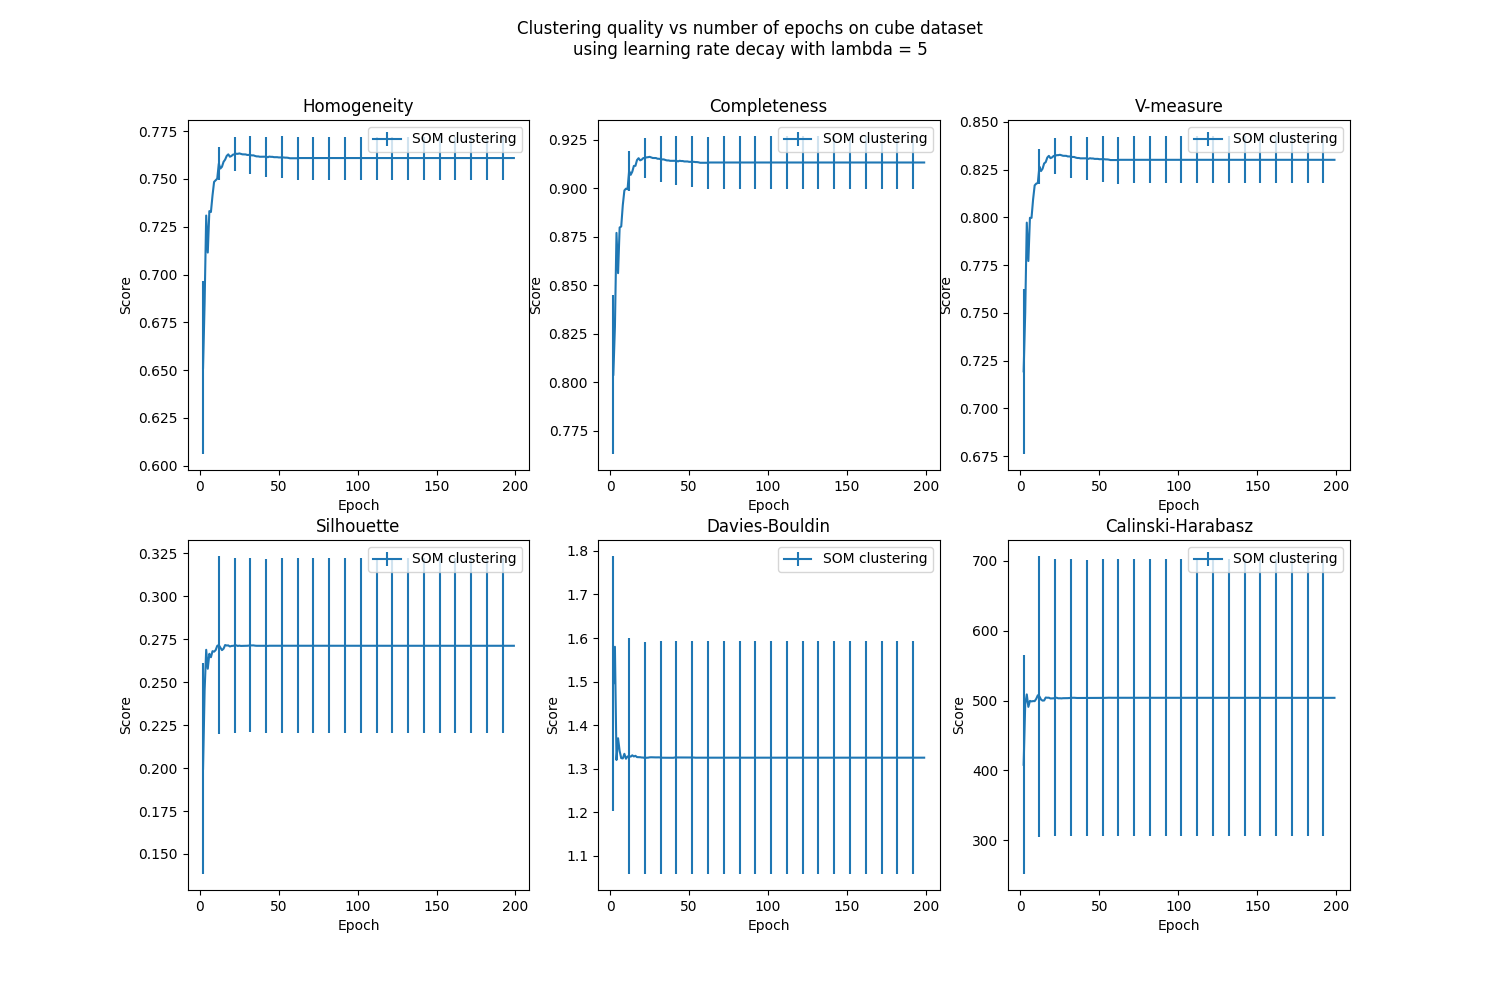 Clustering quality vs number of epochs on cube dataset
using learning rate decay with lambda = 5
Homogeneity
SOM clustering
0.775
0.750
0.725
0.700
0.675
0.650
0.625
0.600
Score
0 50 100 150 200
Epoch
Completeness
SOM clustering
0.925
0.900
0.875
0.850
0.825
0.800
0.775
Score
0 50 100 150 200
Epoch
V-measure
SOM clustering
0.850
0.825
0.800
0.775
0.750
0.725
0.700
0.675
Score
0 50 100 150 200
Epoch
Silhouette
SOM clustering
0.325
0.300
0.275
0.250
0.225
0.200
0.175
0.150
Score
0 50 100 150 200
Epoch
Davies-Bouldin
SOM clustering
1.8
1.7
1.6
1.5
1.4
1.3
1.2
1.1
Score
0 50 100 150 200
Epoch
Calinski-Harabasz
SOM clustering
700
600
500
400
300
Score
0 50 100 150 200
Epoch